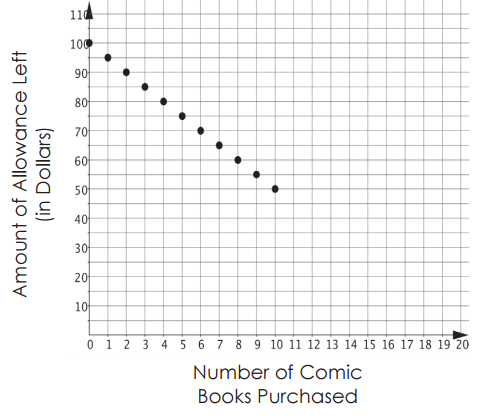 Amount of Allowance Left
(in Dollars)
110
100
90
80
70
60
50
40
30
20
10
0 1 2 3 4 5 6 7 8 9 10 11 12 13 14 15 16 17 18 19 20
Number of Comic
Books Purchased